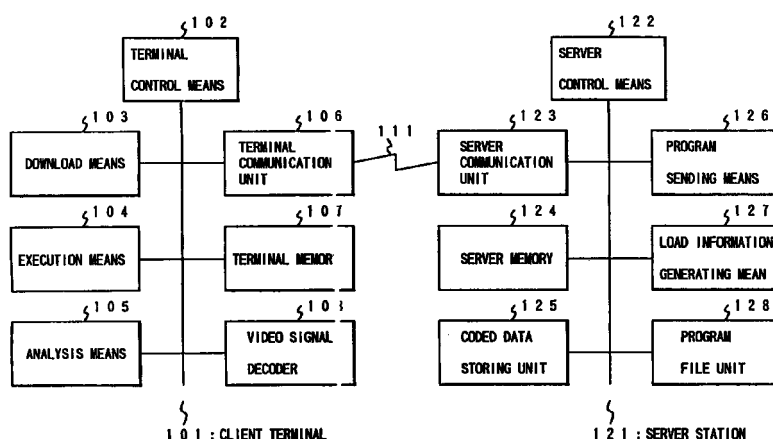 102
122
TERMINAL
CONTROL MEANS
SERVER
CONTROL MEANS
103
106
111
123
126
DOWNLOAD MEANS
TERMINAL
COMMUNICATION
UNIT
SERVER
COMMUNICATION
UNIT
PROGRAM
SENDING MEANS
104
107
124
127
EXECUTION MEANS
TERMINAL MEMORY
SERVER MEMORY
LOAD INFORMATION
GENERATING MEAN
105
108
125
128
ANALYSIS MEANS
VIDEO SIGNAL
DECODER
CODED DATA
STORING UNIT
PROGRAM
FILE UNIT
101 : CLIENT TERMINAL
121 : SERVER STATION